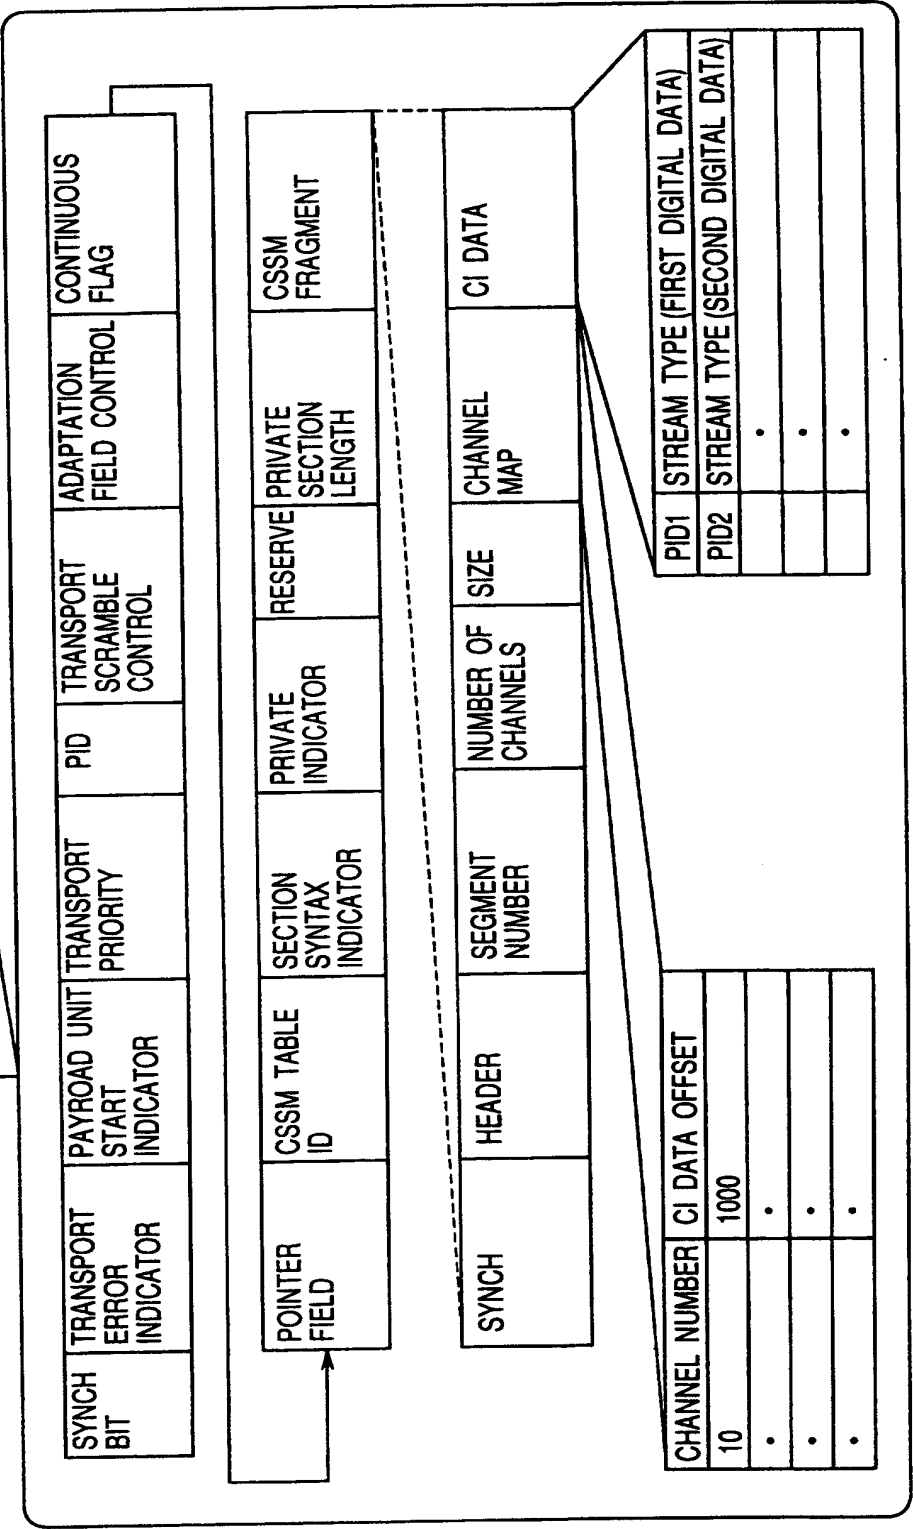 SYNCH
BIT
TRANSPORT
ERROR
INDICATOR
PAYROAD UNIT
START
INDICATOR
TRANSPORT
PRIORITY
PID
TRANSPORT
SCRAMBLE
CONTROL
ADAPTATION
FIELD CONTROL
CONTINUOUS
FLAG
POINTER
FIELD
CSSM TABLE
ID
SECTION
SYNTAX
INDICATOR
PRIVATE
INDICATOR
RESERVE
PRIVATE
SECTION
LENGTH
CSSM
FRAGMENT
SYNCH
HEADER
SEGMENT
NUMBER
NUMBER OF
CHANNELS
SIZE
CHANNEL
MAP
CI DATA
CHANNEL NUMBER CI DATA OFFSET
10 1000
PID1 STREAM TYPE (FIRST DIGITAL DATA)
PID2 STREAM TYPE (SECOND DIGITAL DATA)